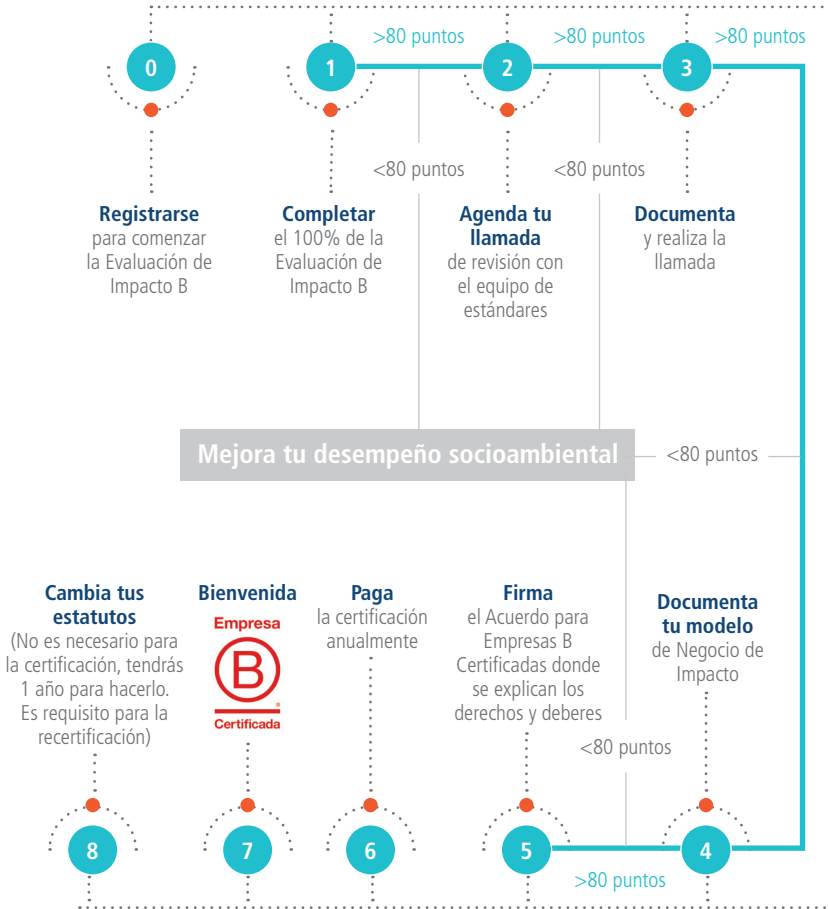 >80 puntos
>80 puntos
>80 puntos
0
1
2
3
<80 puntos
<80 puntos
Registrarse
para comenzar
la Evaluación de
Impacto B
Completar
el 100% de la
Evaluación de
Impacto B
Agenda tu
llamada
de revisión con
el equipo de
estándares
Documenta
y realiza la
llamada
Mejora tu desempeño socioambiental
<80 puntos
Cambia tus
estatutos
(No es necesario para
la certificación, tendrás
1 año para hacerlo.
Es requisito para la
recertificación)
Bienvenida
Empresa
B
®
Certificada
Paga
la certificación
anualmente
Firma
el Acuerdo para
Empresas B
Certificadas donde
se explican los
derechos y deberes
Documenta
tu modelo
de Negocio de
Impacto
<80 puntos
8
7
6
5
4
>80 puntos